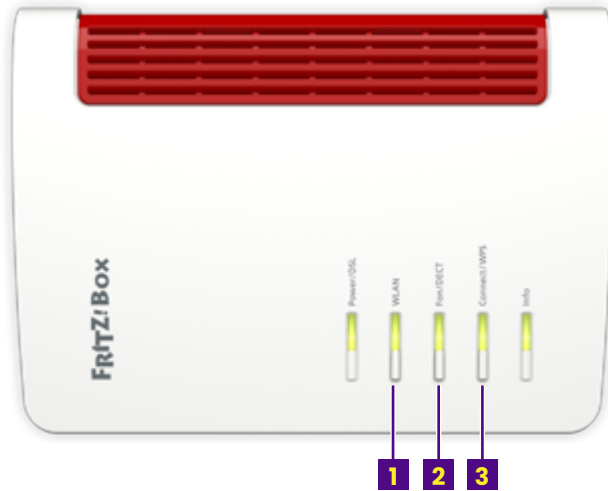 FRITZ!Box
Power/DSL
WLAN
Fon/DECT
Connect/WPS
Info
1
2
3